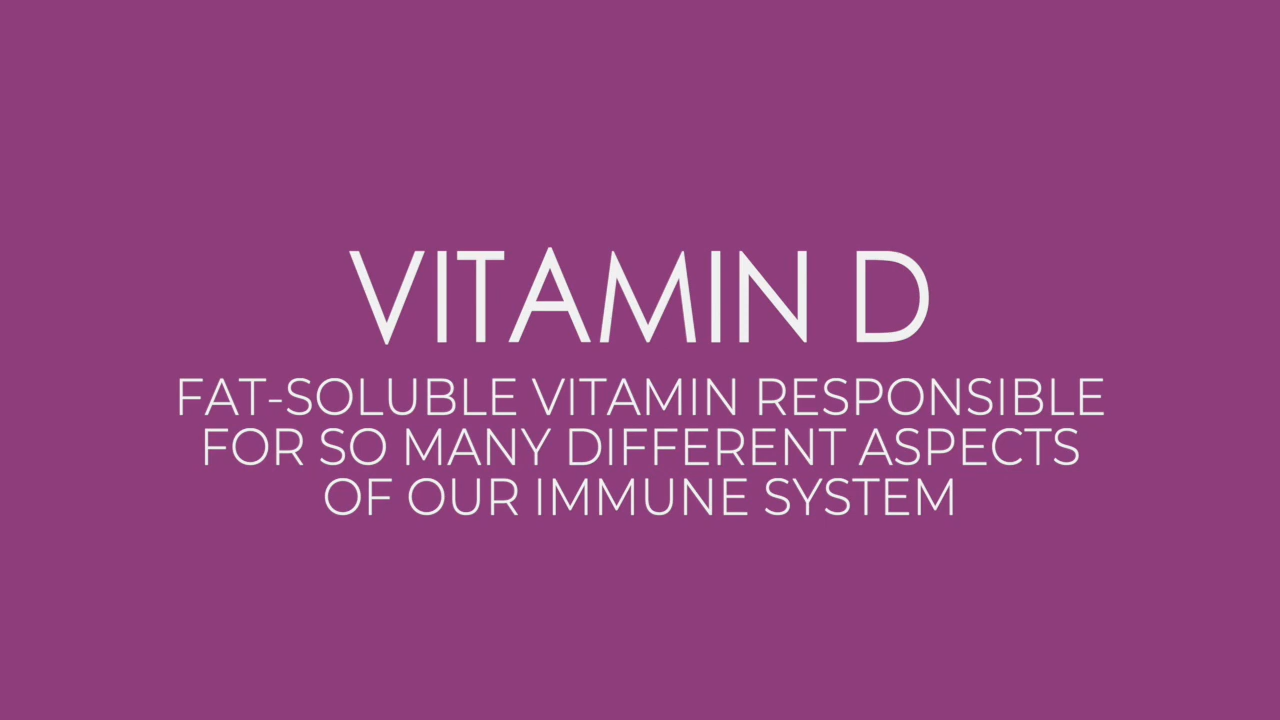 VITAMIN D
FAT-SOLUBLE VITAMIN RESPONSIBLE
FOR SO MANY DIFFERENT ASPECTS
OF OUR IMMUNE SYSTEM